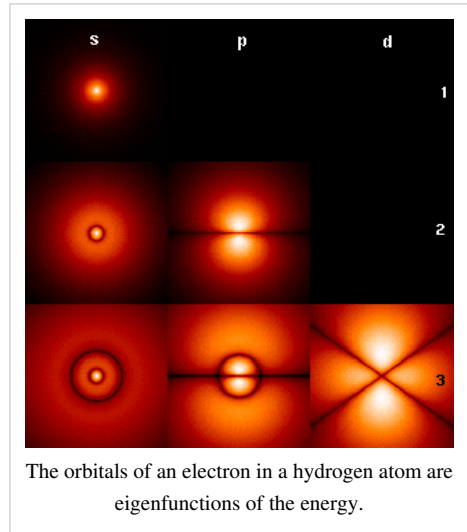 s p d
1
2
3
The orbitals of an electron in a hydrogen atom are
eigenfunctions of the energy.